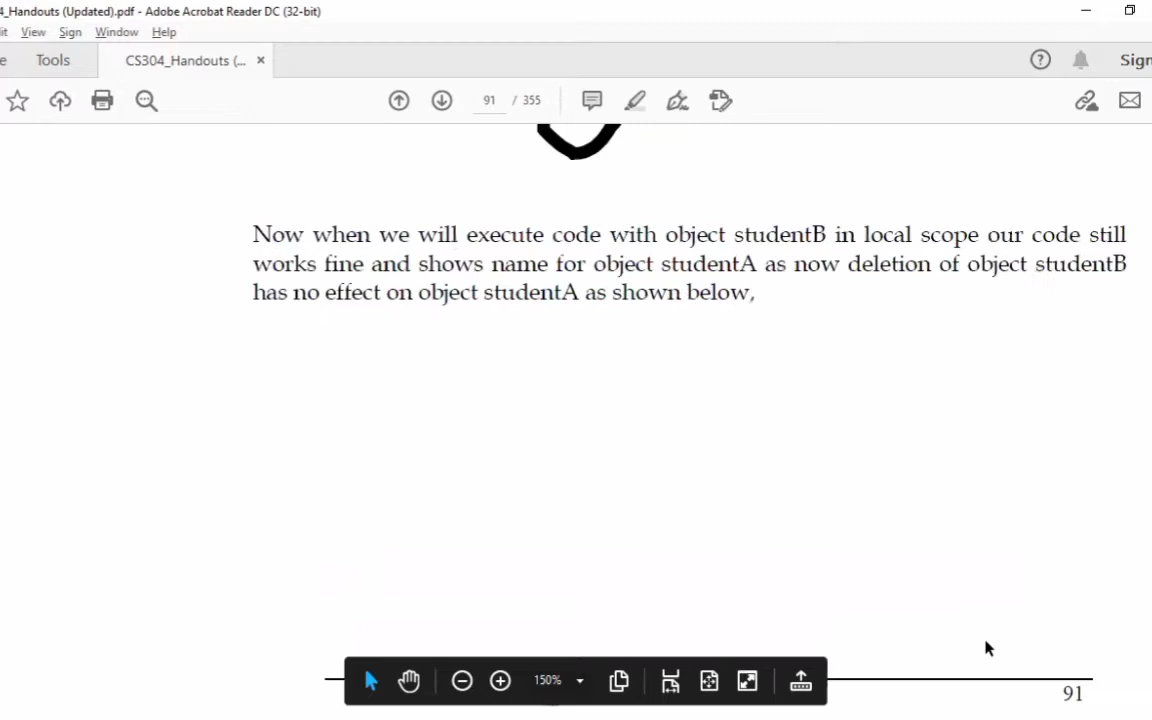 4_Handouts (Updated).pdf - Adobe Acrobat Reader DC (32-bit)
it View Sign Window Help
e Tools CS304_Handouts (... × ? Sign
91 / 355
Now when we will execute code with object studentB in local scope our code still
works fine and shows name for object studentA as now deletion of object studentB
has no effect on object studentA as shown below,
150%
91